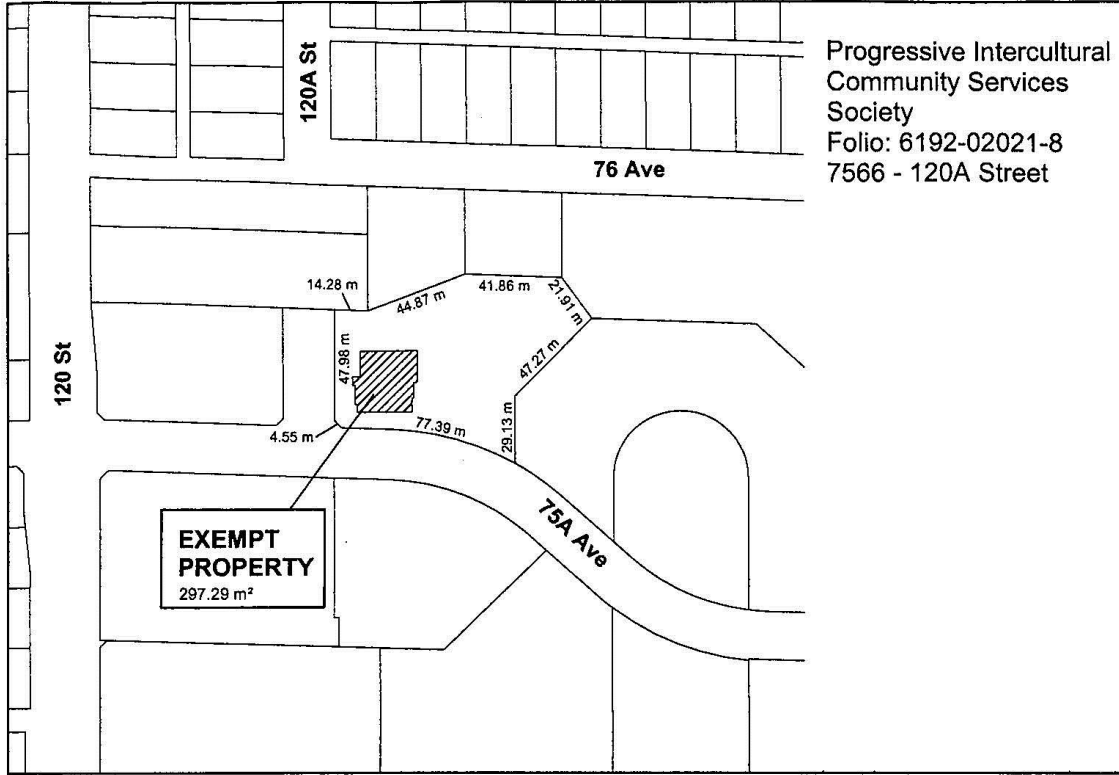 Progressive Intercultural
Community Services
Society
Folio: 6192-02021-8
7566 - 120A Street
120A St
76 Ave
120 St
14.28 m
44.87 m
41.86 m
21.91 m
47.98 m
47.27 m
4.55 m
77.39 m
29.13 m
75A Ave
EXEMPT
PROPERTY
297.29 m²